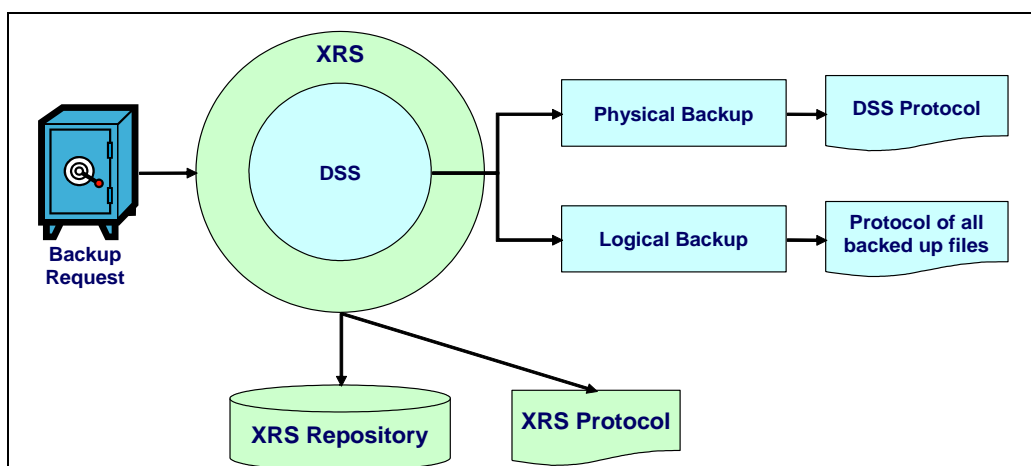 XRS
DSS
Backup
Request
Physical Backup
DSS Protocol
Logical Backup
Protocol of all
backed up files
XRS Repository
XRS Protocol